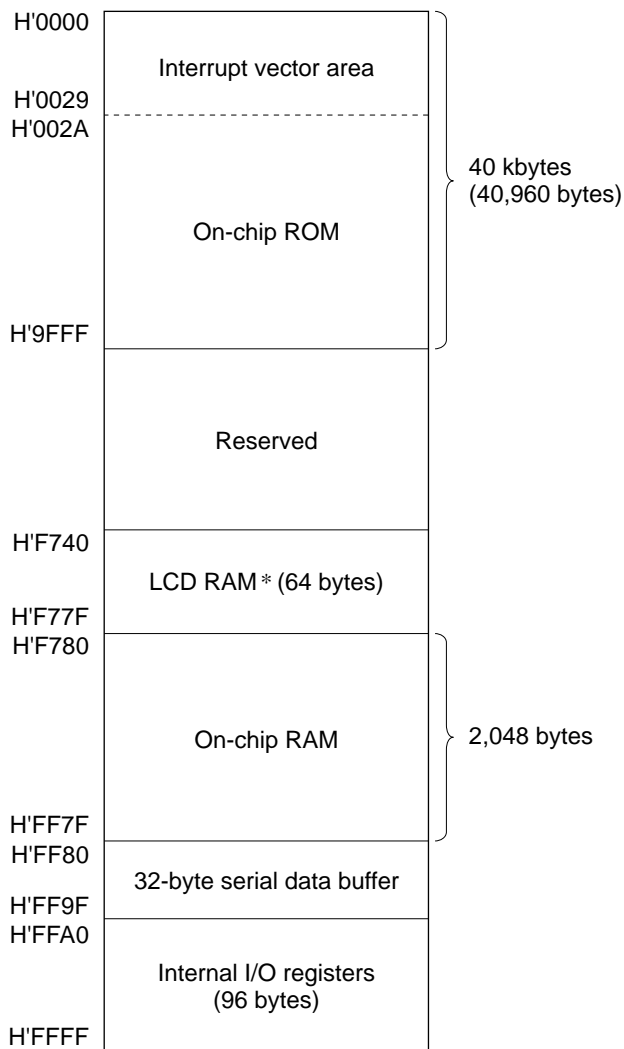 H'0000
Interrupt vector area
H'0029
H'002A
40 kbytes
(40,960 bytes)
On-chip ROM
H'9FFF
Reserved
H'F740
LCD RAM* (64 bytes)
H'F77F
H'F780
On-chip RAM
2,048 bytes
H'FF7F
H'FF80
32-byte serial data buffer
H'FF9F
H'FFA0
Internal I/O registers
(96 bytes)
H'FFFF